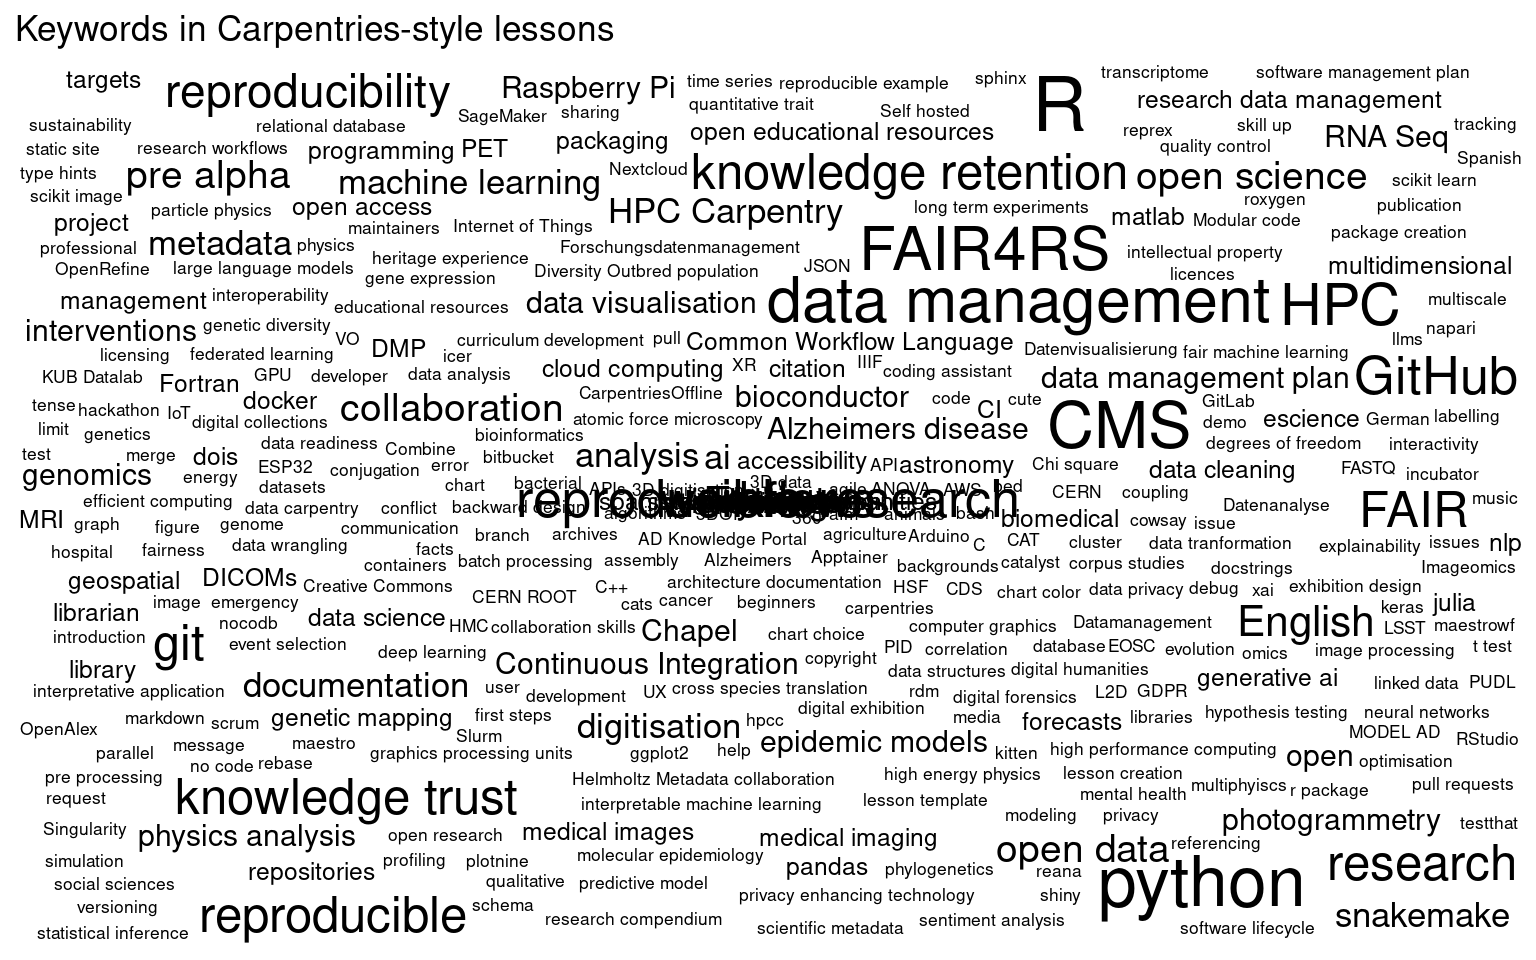 Keywords in Carpentries-style lessons
targets reproducibility Raspberry Pi time series reproducible example sphinx R transcriptome software management plan
SageMaker sharing quantitative trait Self hosted research data management
sustainability relational database open educational resources reprex skill up RNA Seq tracking
static site research workflows programming PET packaging quality control Spanish
type hints pre alpha machine learning Nextcloud knowledge retention open science scikit learn
scikit image particle physics open access HPC Carpentry long term experiments matlab roxygen publication
project maintainers Internet of Things Modular code package creation
professional metadata physics heritage experience Forschungsdatenmanagement FAIR4RS intellectual property
OpenRefine large language models gene expression Diversity Outbred population JSON licences multidimensional
management interoperability educational resources data visualisation data management HPC multiscale
interventions genetic diversity VO curriculum development pull Common Workflow Language napari
licensing federated learning DMP icer Datenvisualisierung fair machine learning llms
KUB Datalab Fortran GPU developer data analysis cloud computing XR citation IIIF coding assistant data management plan GitHub
tense hackathon IoT docker collaboration CarpentriesOffline bioconductor code CI cute CMS GitLab
limit genetics digital collections atomic force microscopy Alzheimers disease demo escience German labelling
test merge dois data readiness Combine bioinformatics bitbucket degrees of freedom interactivity
genomics energy ESP32 conjugation error analysis ai accessibility API astronomy Chi square data cleaning FASTQ incubator
efficient computing datasets chart bacterial APIs 3D data agile ANOVA AWS bed CERN coupling
MRI graph figure genome data carpentry conflict backward design Datenanalyse FAIR music
hospital fairness data wrangling communication branch archives AD Knowledge Portal agriculture Arduino C biomedical cowsay issue
facts CAT cluster data tranformation explainability issues nlp
geospatial DICOMs containers batch processing assembly Alzheimers Apptainer backgrounds catalyst corpus studies docstrings Imageomics
Creative Commons C++ architecture documentation HSF CDS chart color data privacy debug xai exhibition design
librarian image emergency CERN ROOT cats cancer beginners carpentries keras julia
introduction git nocodb data science HMC collaboration skills Chapel chart choice computer graphics Datamanagement English LSST maestrowf
event selection deep learning PID correlation database EOSC evolution omics image processing t test
library Continuous Integration copyright data structures digital humanities generative ai linked data PUDL
interpretative application documentation user development UX cross species translation rdm digital forensics L2D GDPR
OpenAlex markdown scrum genetic mapping first steps digitisation hpcc digital exhibition media forecasts libraries hypothesis testing neural networks
parallel message maestro Slurm epidemic models MODEL AD RStudio
no code rebase graphics processing units ggplot2 help kitten high performance computing open optimisation
pre processing knowledge trust Helmholtz Metadata collaboration high energy physics lesson creation multiphyiscs r package pull requests
request interpretable machine learning lesson template mental health
Singularity physics analysis open research medical images medical imaging modeling privacy photogrammetry testthat
simulation repositories profiling plotnine molecular epidemiology pandas phylogenetics open data referencing research
social sciences qualitative predictive model privacy enhancing technology reana shiny python
versioning reproducible schema research compendium snakemake
statistical inference scientific metadata sentiment analysis software lifecycle